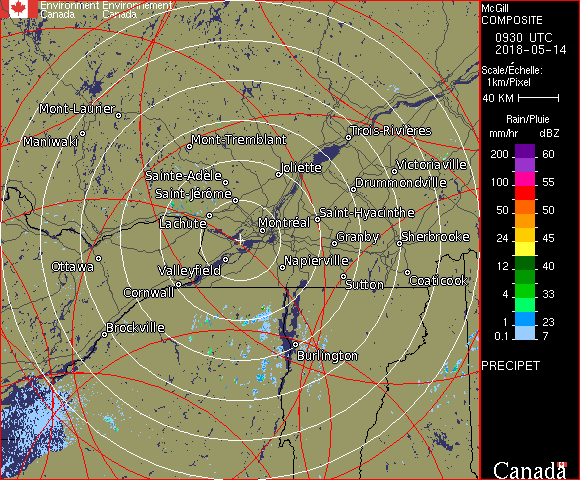 Environment Environnement
Canada Canada
McGill
COMPOSITE
0930 UTC
2018-05-14
Scale/Échelle:
1km/Pixel
40 KM
Rain/Pluie
mm/hr dBZ
200 60
100 55
50 50
24 45
12 40
4 33
1 23
0.1 7
PRECIPET
Canada
Mont-Laurier
Maniwaki
Mont-Tremblant
Trois-Rivières
Sainte-Adèle
Joliette
Victoriaville
Saint-Jérôme
Drummondville
Lachute
Montréal
Saint-Hyacinthe
Granby
Sherbrooke
Ottawa
Valleyfield
Napierville
Cornwall
Sutton
Coaticook
Brockville
Burlington